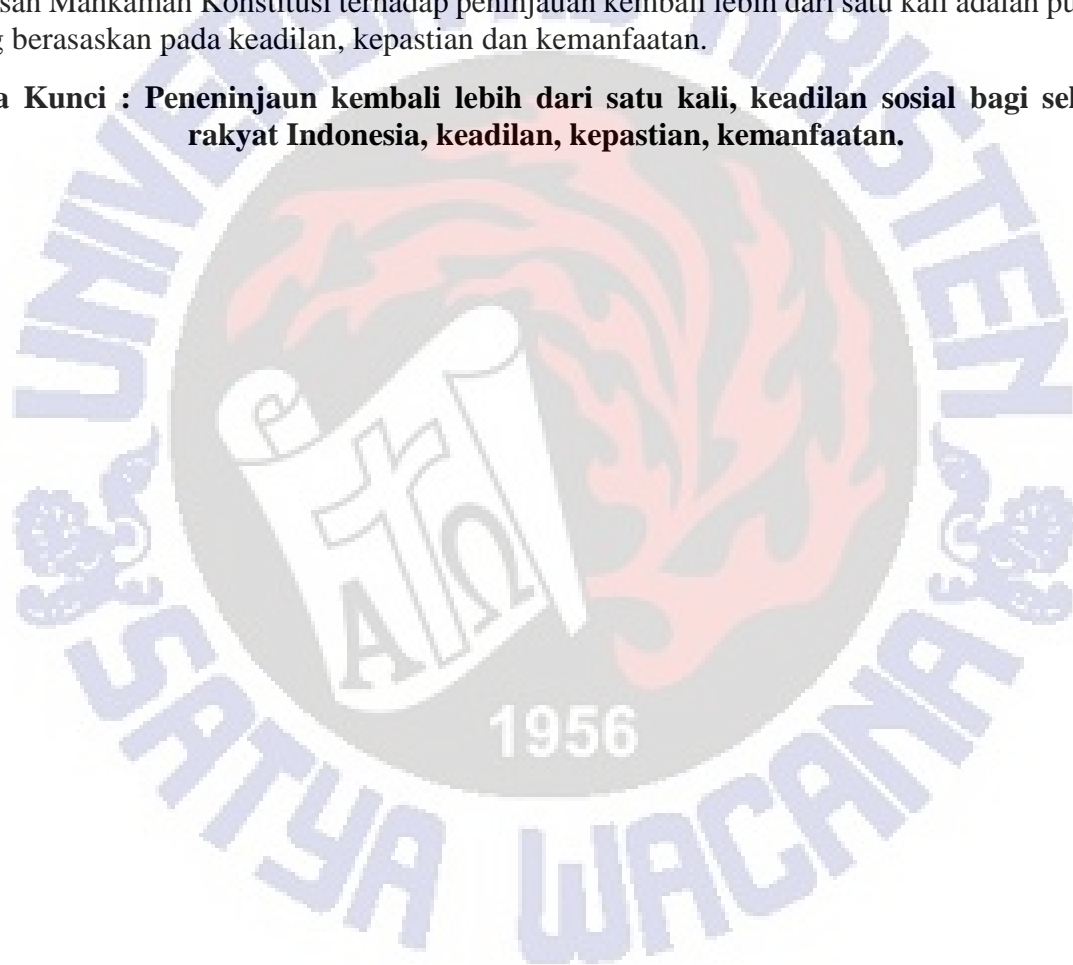 san Mahkamah Konstitusi terhadap peninjauan kembali lebih dari satu kali adalah pu
g berasaskan pada keadilan, kepastian dan kemanfaatan.
a Kunci : Peneninjaun kembali lebih dari satu kali, keadilan sosial bagi sel
rakyat Indonesia, keadilan, kepastian, kemanfaatan.
UNIVERSITAS KRISTEN
Α Ω
1956
SATYA WACANA